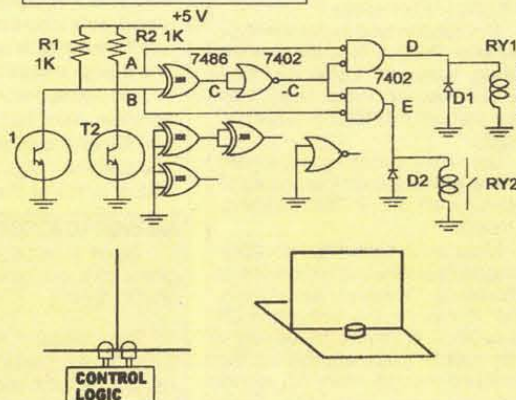 +5 V
R1
1K
R2
1K
A
7486
7402
D
RY1
C
-C
7402
B
E
D1
1
T2
D2
RY2
CONTROL
LOGIC